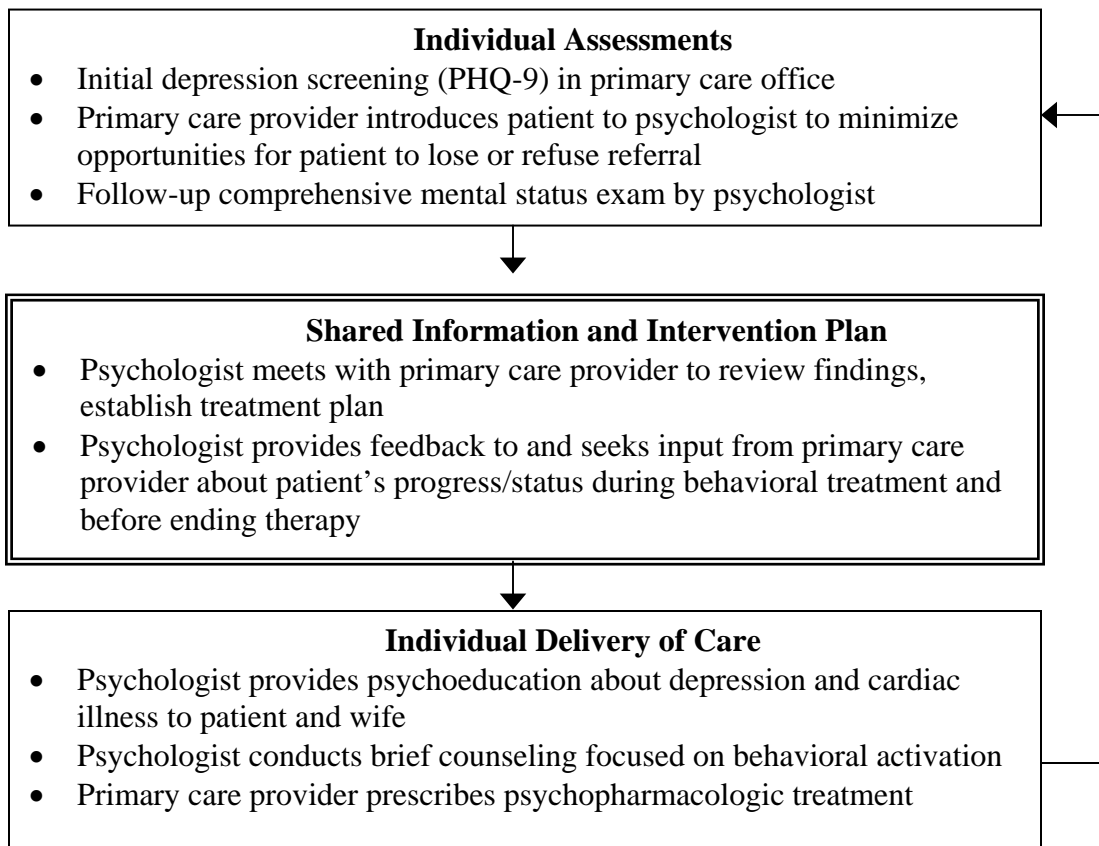 Individual Assessments
• Initial depression screening (PHQ-9) in primary care office
• Primary care provider introduces patient to psychologist to minimize
opportunities for patient to lose or refuse referral
• Follow-up comprehensive mental status exam by psychologist
Shared Information and Intervention Plan
• Psychologist meets with primary care provider to review findings,
establish treatment plan
• Psychologist provides feedback to and seeks input from primary care
provider about patient’s progress/status during behavioral treatment and
before ending therapy
Individual Delivery of Care
• Psychologist provides psychoeducation about depression and cardiac
illness to patient and wife
• Psychologist conducts brief counseling focused on behavioral activation
• Primary care provider prescribes psychopharmacologic treatment